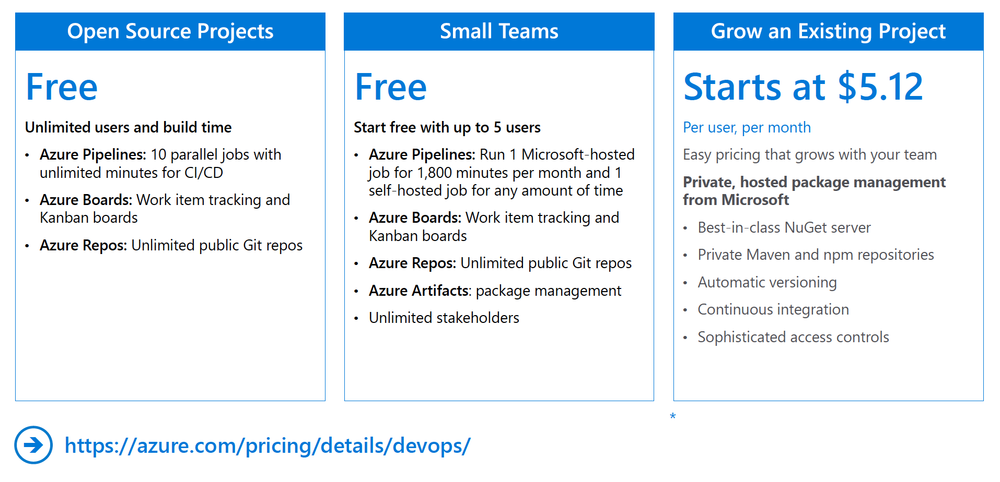 Open Source Projects
Free
Unlimited users and build time
• Azure Pipelines: 10 parallel jobs with
unlimited minutes for CI/CD
• Azure Boards: Work item tracking and
Kanban boards
• Azure Repos: Unlimited public Git repos
Small Teams
Free
Start free with up to 5 users
• Azure Pipelines: Run 1 Microsoft-hosted
job for 1,800 minutes per month and 1
self-hosted job for any amount of time
• Azure Boards: Work item tracking and
Kanban boards
• Azure Repos: Unlimited public Git repos
• Azure Artifacts: package management
• Unlimited stakeholders
Grow an Existing Project
Starts at $5.12
Per user, per month
Easy pricing that grows with your team
Private, hosted package management
from Microsoft
• Best-in-class NuGet server
• Private Maven and npm repositories
• Automatic versioning
• Continuous integration
• Sophisticated access controls
*
https://azure.com/pricing/details/devops/